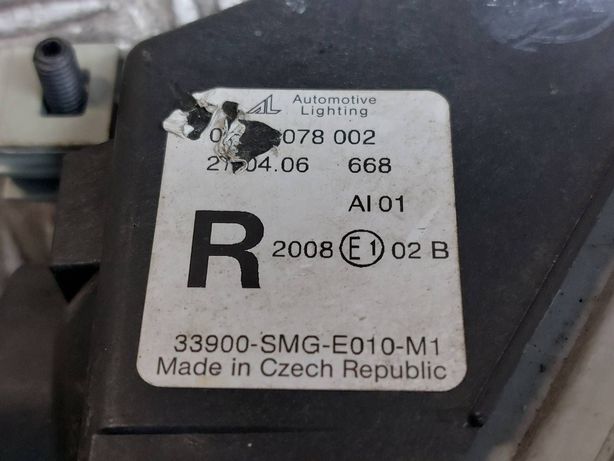 Automotive
Lighting
078 002
04.06 668
AI 01
R 2008 E1 02 B
33900-SMG-E010-M1
Made in Czech Republic